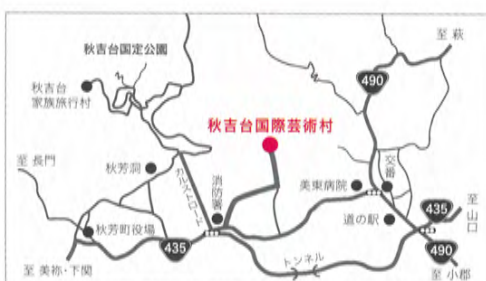 秋吉台国定公園
至 萩
490
秋吉台
家族旅行村
秋吉台国際芸術村
至 長門
秋芳洞
カルストロード
消防署
美東病院
交番
435
至 山口
秋芳町役場
435
道の駅
トンネル
490
至 美祢・下関
至 小郡